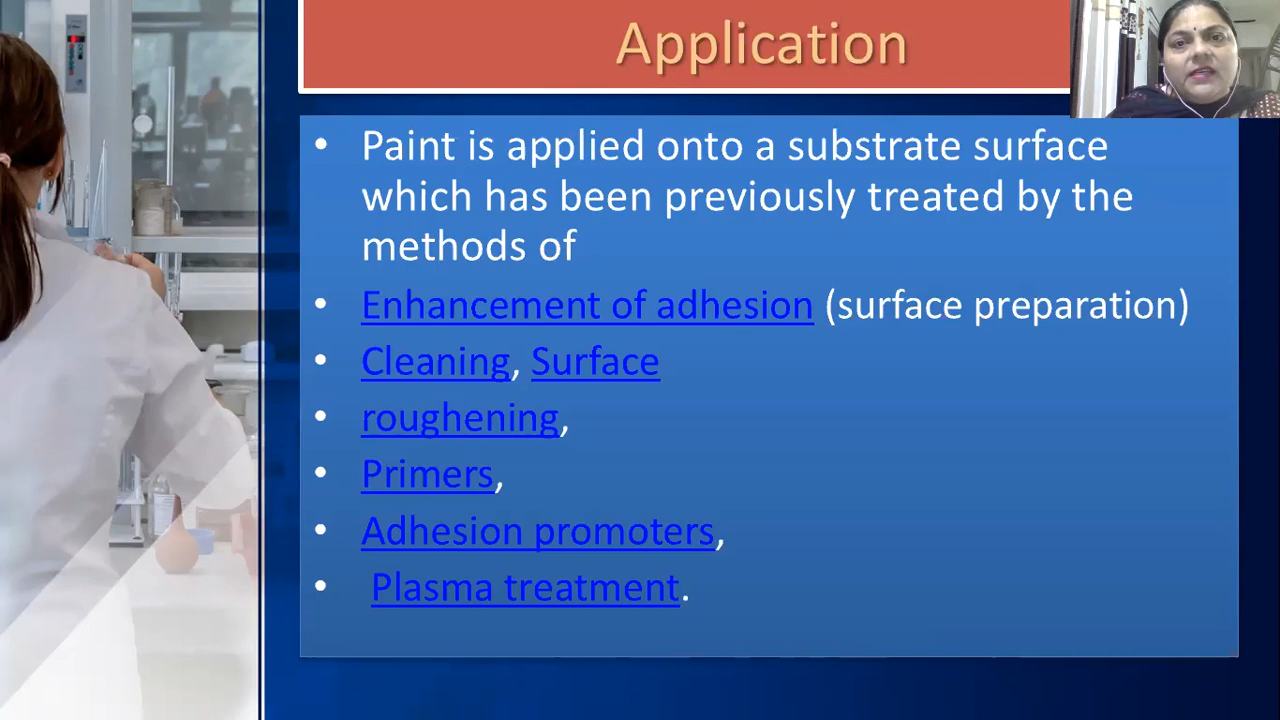 Application
• Paint is applied onto a substrate surface
which has been previously treated by the
methods of
• Enhancement of adhesion (surface preparation)
• Cleaning, Surface
• roughening,
• Primers,
• Adhesion promoters,
• Plasma treatment.